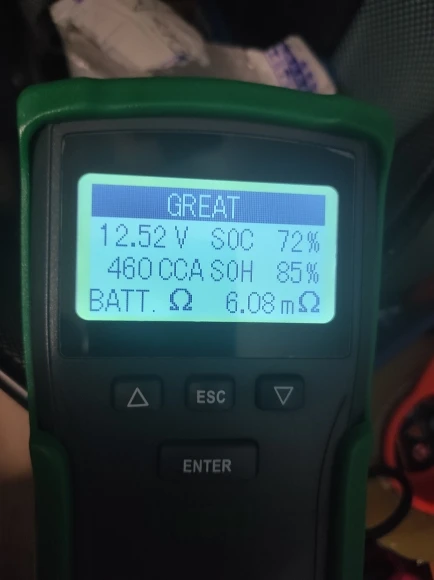 GREAT
12.52 V SOC 72%
460 CCA SOH 85%
BATT. Ω 6.08 mΩ
△ ESC ▽
ENTER